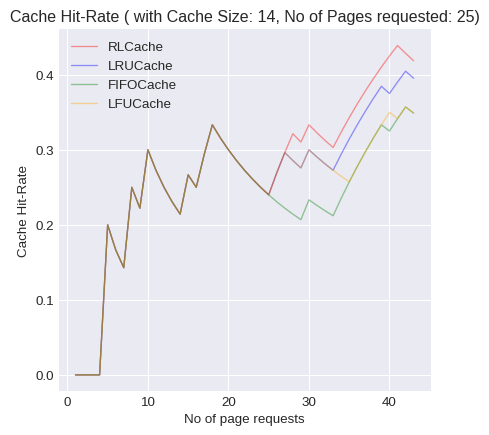 Cache Hit-Rate ( with Cache Size: 14, No of Pages requested: 25)
RLCache
LRUCache
FIFOCache
LFUCache
Cache Hit-Rate
0.4
0.3
0.2
0.1
0.0
0 10 20 30 40
No of page requests